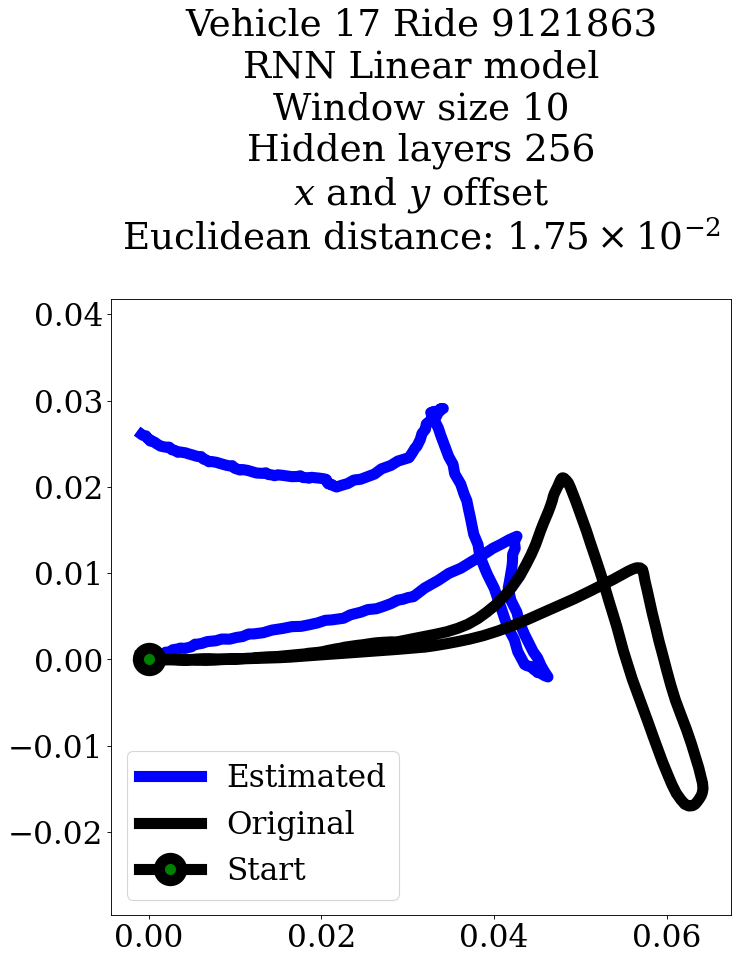 Vehicle 17 Ride 9121863
RNN Linear model
Window size 10
Hidden layers 256
x and y offset
Euclidean distance: 1.75 × 10⁻²
0.04
0.03
0.02
0.01
0.00
−0.01
−0.02
Estimated
Original
Start
0.00 0.02 0.04 0.06